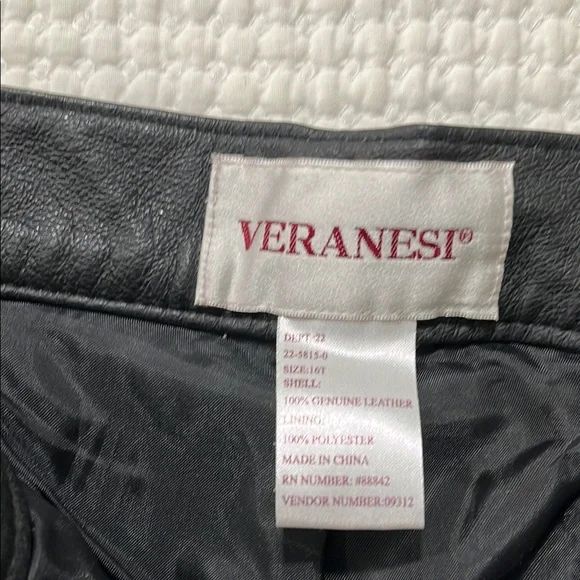 VERANESI®
DEPT:22
22-5815-0
SIZE:16T
SHELL:
100% GENUINE LEATHER
LINING:
100% POLYESTER
MADE IN CHINA
RN NUMBER: #88842
VENDOR NUMBER:09312